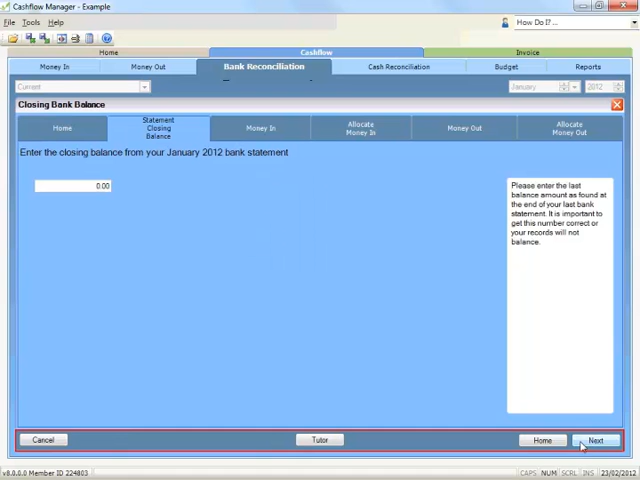 Cashflow Manager - Example
File Tools Help
How Do I? ...
Home
Cashflow
Invoice
Money In
Money Out
Bank Reconciliation
Cash Reconciliation
Budget
Reports
Current
January
2012
Closing Bank Balance
Home
Statement
Closing
Balance
Money In
Allocate
Money In
Money Out
Allocate
Money Out
Enter the closing balance from your January 2012 bank statement
0.00
Please enter the last
balance amount as found at
the end of your last bank
statement. It is important to
get this number correct or
your records will not
balance.
Cancel
Tutor
Home
Next
v8.0.0.0 Member ID 224803
CAPS NUM SCRL INS 23/02/2012